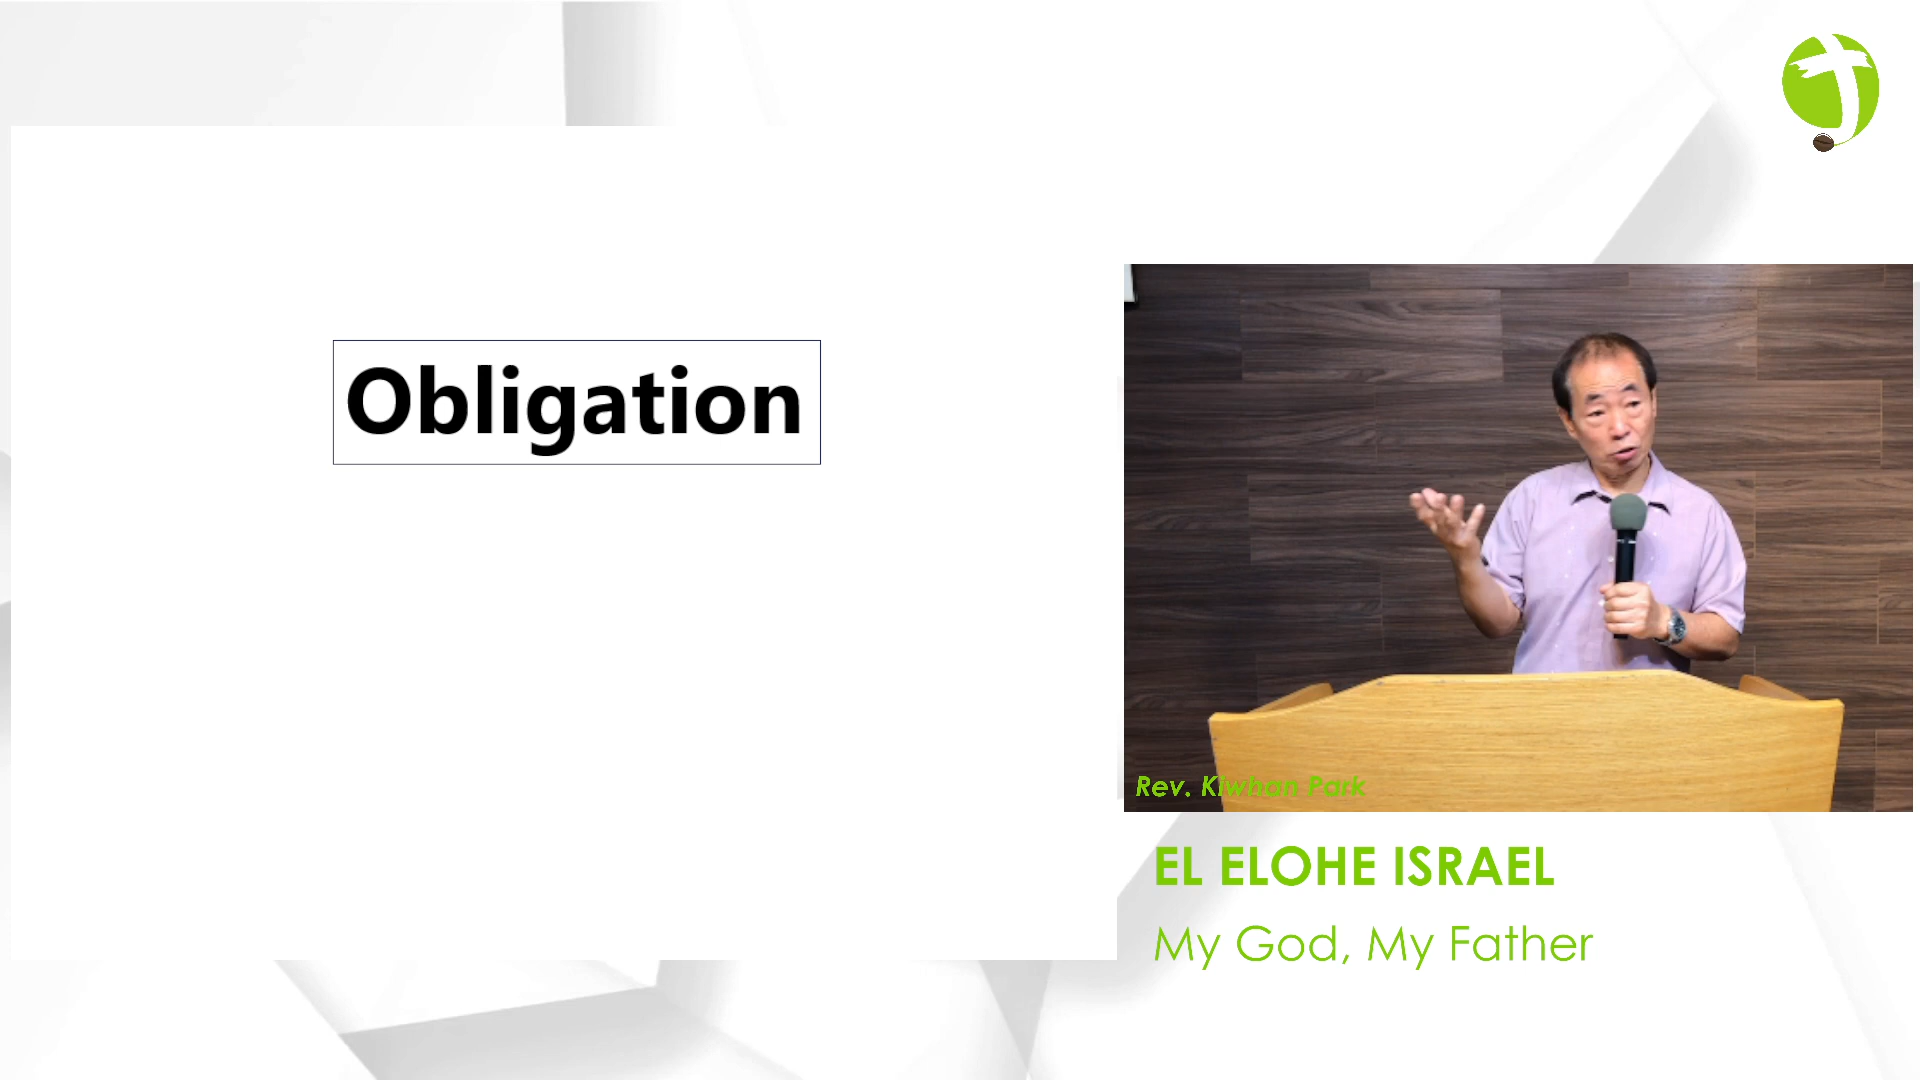 Obligation
Rev. Kiwhan Park
EL ELOHE ISRAEL
My God, My Father